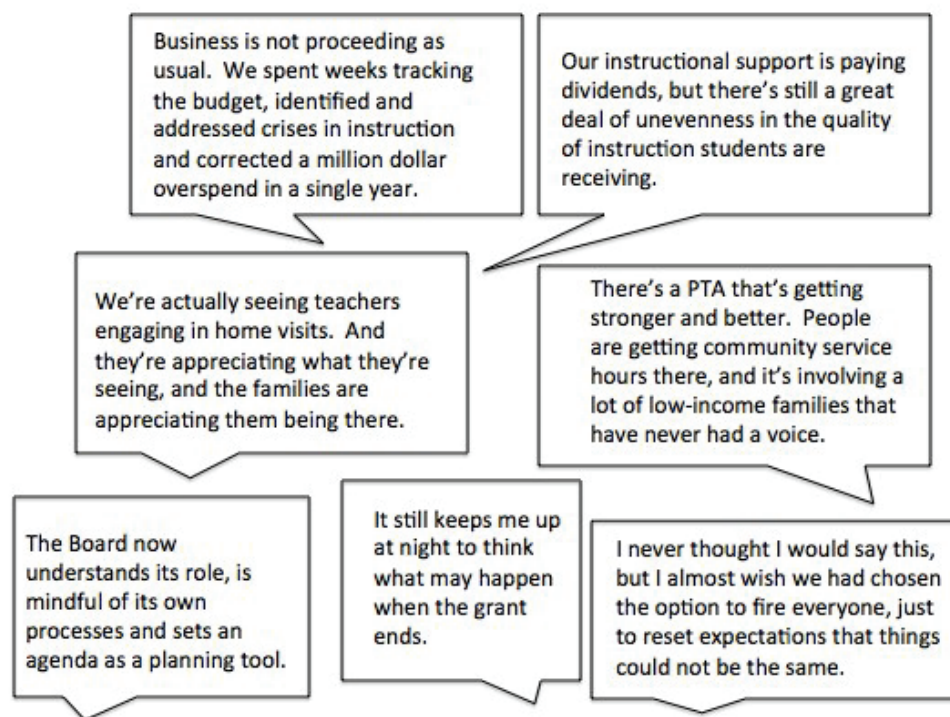 Business is not proceeding as
usual.  We spent weeks tracking
the budget, identified and
addressed crises in instruction
and corrected a million dollar
overspend in a single year.
Our instructional support is paying
dividends, but there's still a great
deal of unevenness in the quality
of instruction students are
receiving.
We're actually seeing teachers
engaging in home visits.  And
they're appreciating what they're
seeing, and the families are
appreciating them being there.
There's a PTA that's getting
stronger and better.  People
are getting community service
hours there, and it's involving a
lot of low-income families that
have never had a voice.
The Board now
understands its role, is
mindful of its own
processes and sets an
agenda as a planning tool.
It still keeps me up
at night to think
what may happen
when the grant
ends.
I never thought I would say this,
but I almost wish we had chosen
the option to fire everyone, just
to reset expectations that things
could not be the same.